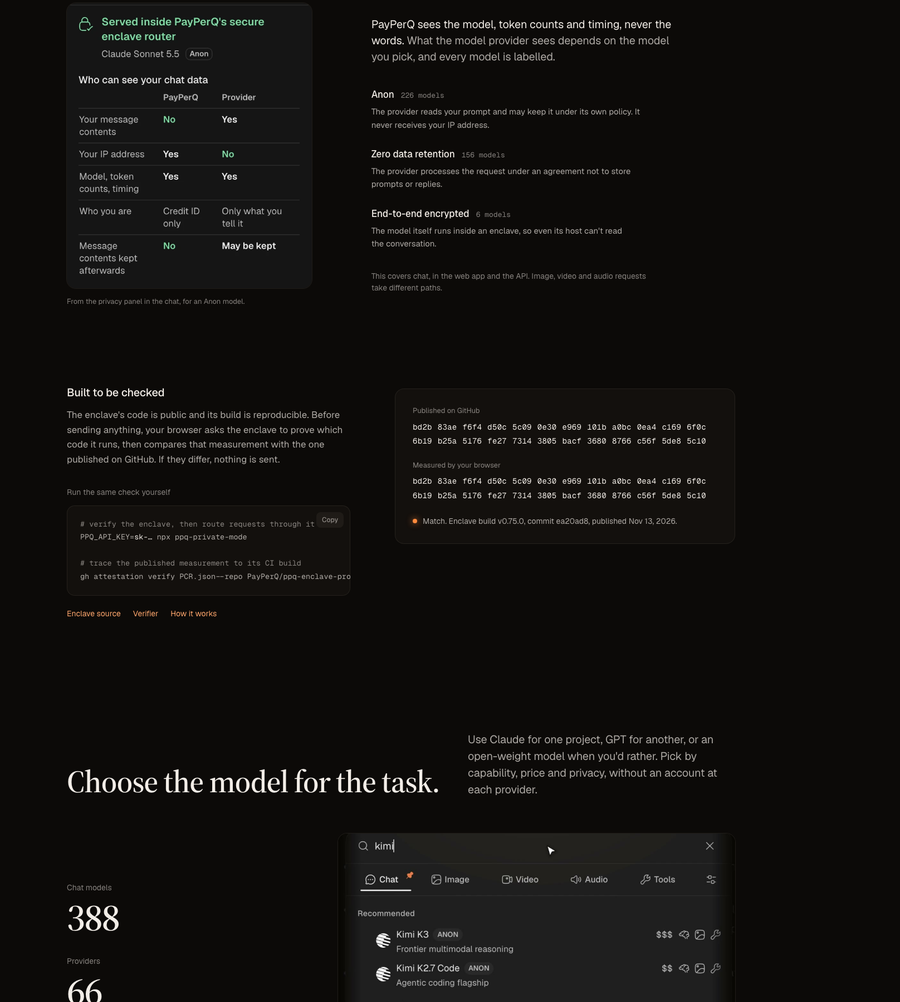 Served inside PayPerQ's secure
enclave router
Claude Sonnet 5.5 Anon
Who can see your chat data
PayPerQ Provider
Your message
contents
No Yes
Your IP address Yes No
Model, token
counts, timing
Yes Yes
Who you are
Credit ID
only
Only what you
tell it
Message
contents kept
afterwards
No May be kept
From the privacy panel in the chat, for an Anon model.
PayPerQ sees the model, token counts and timing, never the
words. What the model provider sees depends on the model
you pick, and every model is labelled.
Anon 226 models
The provider reads your prompt and may keep it under its own policy. It
never receives your IP address.
Zero data retention 156 models
The provider processes the request under an agreement not to store
prompts or replies.
End-to-end encrypted 6 models
The model itself runs inside an enclave, so even its host can't read
the conversation.
This covers chat, in the web app and the API. Image, video and audio requests
take different paths.
Built to be checked
The enclave's code is public and its build is reproducible. Before
sending anything, your browser asks the enclave to prove which
code it runs, then compares that measurement with the one
published on GitHub. If they differ, nothing is sent.
Run the same check yourself
Copy
# verify the enclave, then route requests through it
PPQ_API_KEY=sk-… npx ppq-private-mode
# trace the published measurement to its CI build
gh attestation verify PCR.json--repo PayPerQ/ppq-enclave-pro
Enclave source Verifier How it works
Published on GitHub
bd2b 83ae f6f4 d50c 5c09 0e30 e969 101b a0bc 0ea4 c169 6f0c
6b19 b25a 5176 fe27 7314 3805 bacf 3680 8766 c56f 5de8 5c10
Measured by your browser
bd2b 83ae f6f4 d50c 5c09 0e30 e969 101b a0bc 0ea4 c169 6f0c
6b19 b25a 5176 fe27 7314 3805 bacf 3680 8766 c56f 5de8 5c10
Match. Enclave build v0.75.0, commit ea20ad8, published Nov 13, 2026.
Choose the model for the task.
Use Claude for one project, GPT for another, or an
open-weight model when you'd rather. Pick by
capability, price and privacy, without an account at
each provider.
Chat models
388
Providers
66
kimi
Chat Image Video Audio Tools
Recommended
Kimi K3 ANON $$$
Frontier multimodal reasoning
Kimi K2.7 Code ANON $$
Agentic coding flagship